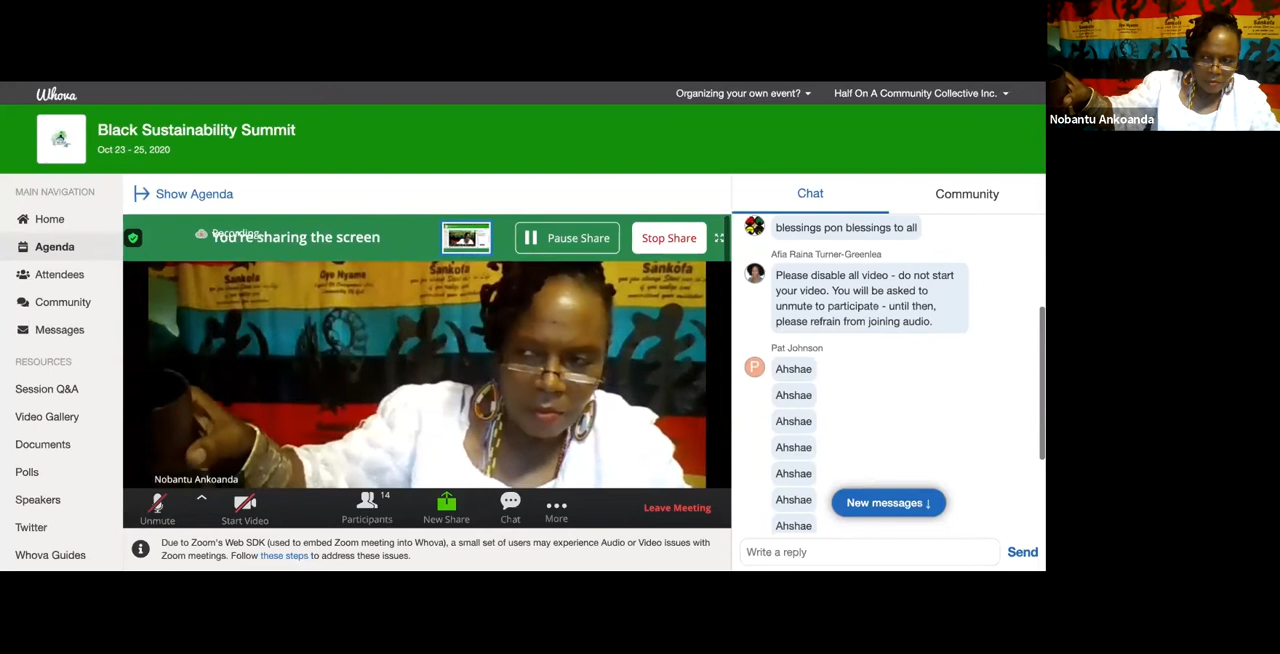 Whova
Organizing your own event?
Half On A Community Collective Inc.
Nobantu Ankoanda
Black Sustainability Summit
Oct 23 - 25, 2020
MAIN NAVIGATION
Home
Agenda
Attendees
Community
Messages
RESOURCES
Session Q&A
Video Gallery
Documents
Polls
Speakers
Twitter
Whova Guides
Show Agenda
Recording
You're sharing the screen
Pause Share
Stop Share
Sankofa
Gye Nyame
Sankofa
Nobantu Ankoanda
Unmute
Start Video
14
Participants
New Share
Chat
More
Leave Meeting
Due to Zoom's Web SDK (used to embed Zoom meeting into Whova), a small set of users may experience Audio or Video issues with
Zoom meetings. Follow these steps to address these issues.
Chat
Community
blessings pon blessings to all
Afia Raina Turner-Greenlea
Please disable all video - do not start
your video. You will be asked to
unmute to participate - until then,
please refrain from joining audio.
Pat Johnson
P
Ahshae
Ahshae
Ahshae
Ahshae
Ahshae
Ahshae
Ahshae
New messages ↓
Write a reply
Send